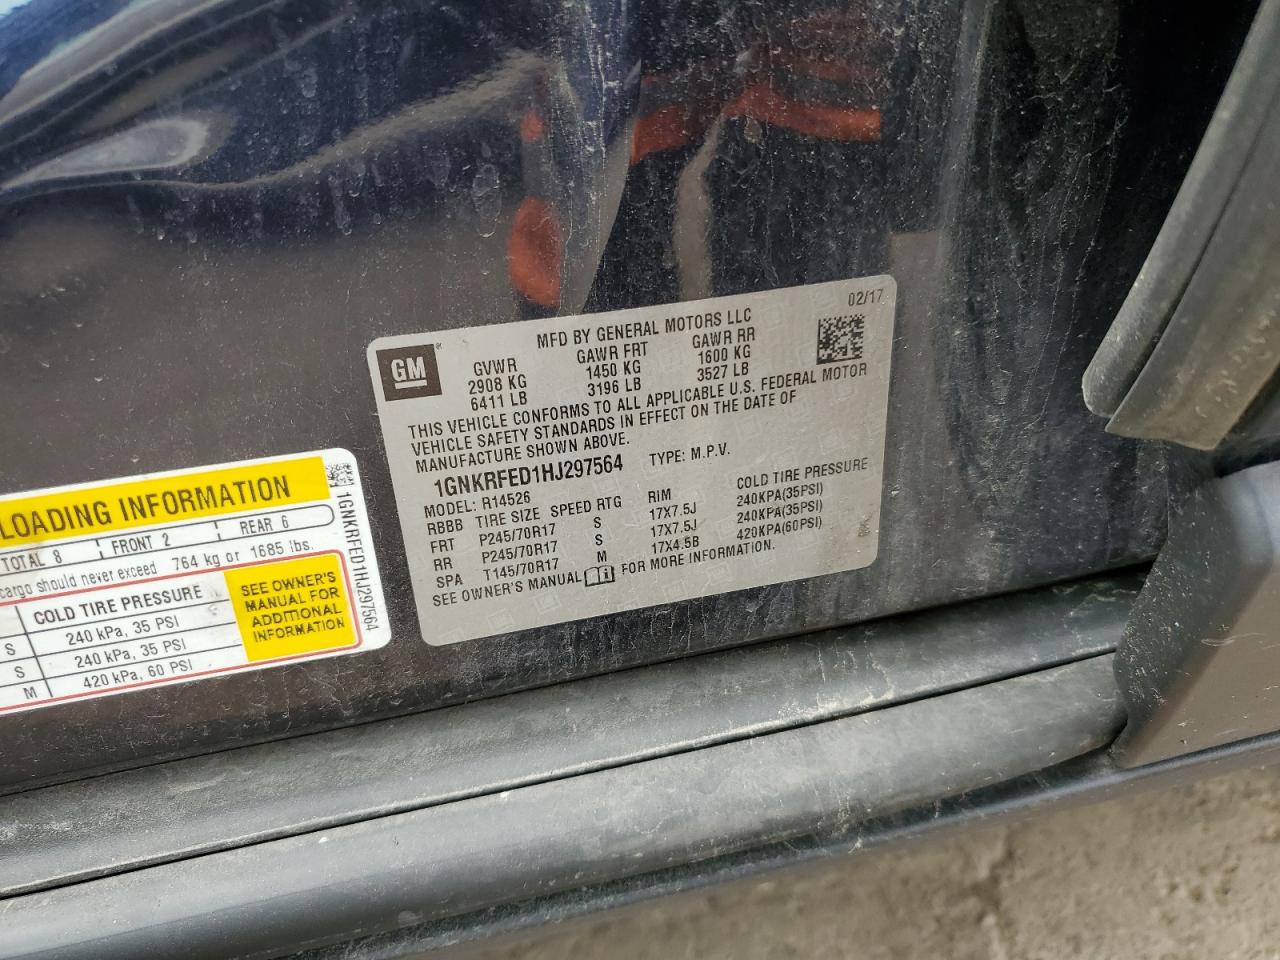 02/17
MFD BY GENERAL MOTORS LLC
GM
GVWR GAWR FRT GAWR RR
2908 KG 1450 KG 1600 KG
6411 LB 3196 LB 3527 LB
THIS VEHICLE CONFORMS TO ALL APPLICABLE U.S. FEDERAL MOTOR
VEHICLE SAFETY STANDARDS IN EFFECT ON THE DATE OF
MANUFACTURE SHOWN ABOVE.
1GNKRFED1HJ297564 TYPE: M.P.V.
MODEL: R14526
RBBB TIRE SIZE SPEED RTG RIM COLD TIRE PRESSURE
FRT P245/70R17 S 17X7.5J 240KPA(35PSI)
RR P245/70R17 S 17X7.5J 240KPA(35PSI)
SPA T145/70R17 M 17X4.5B 420KPA(60PSI)
SEE OWNER'S MANUAL FOR MORE INFORMATION.
LOADING INFORMATION
TOTAL 8 FRONT 2 REAR 6
cargo should never exceed 764 kg or 1685 lbs.
COLD TIRE PRESSURE
S 240 kPa, 35 PSI
S 240 kPa, 35 PSI
M 420 kPa, 60 PSI
SEE OWNER'S
MANUAL FOR
ADDITIONAL
INFORMATION
1GNKRFED1HJ297564